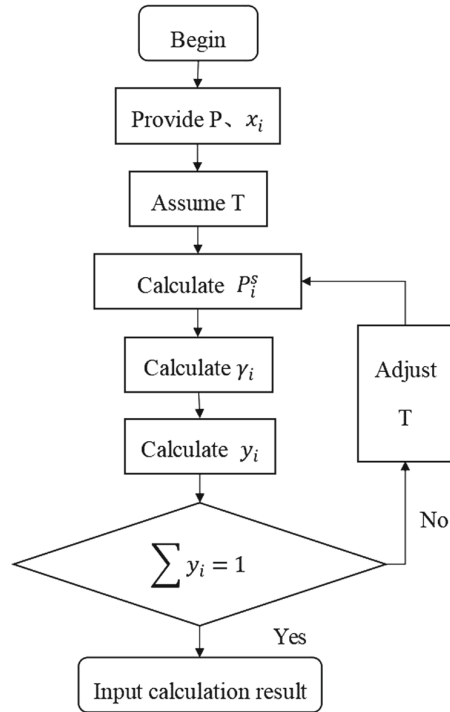 Begin
Provide P、x_i
Assume T
Calculate P_i^s
Calculate γ_i
Calculate y_i
∑ y_i = 1
Adjust
T
No
Yes
Input calculation result